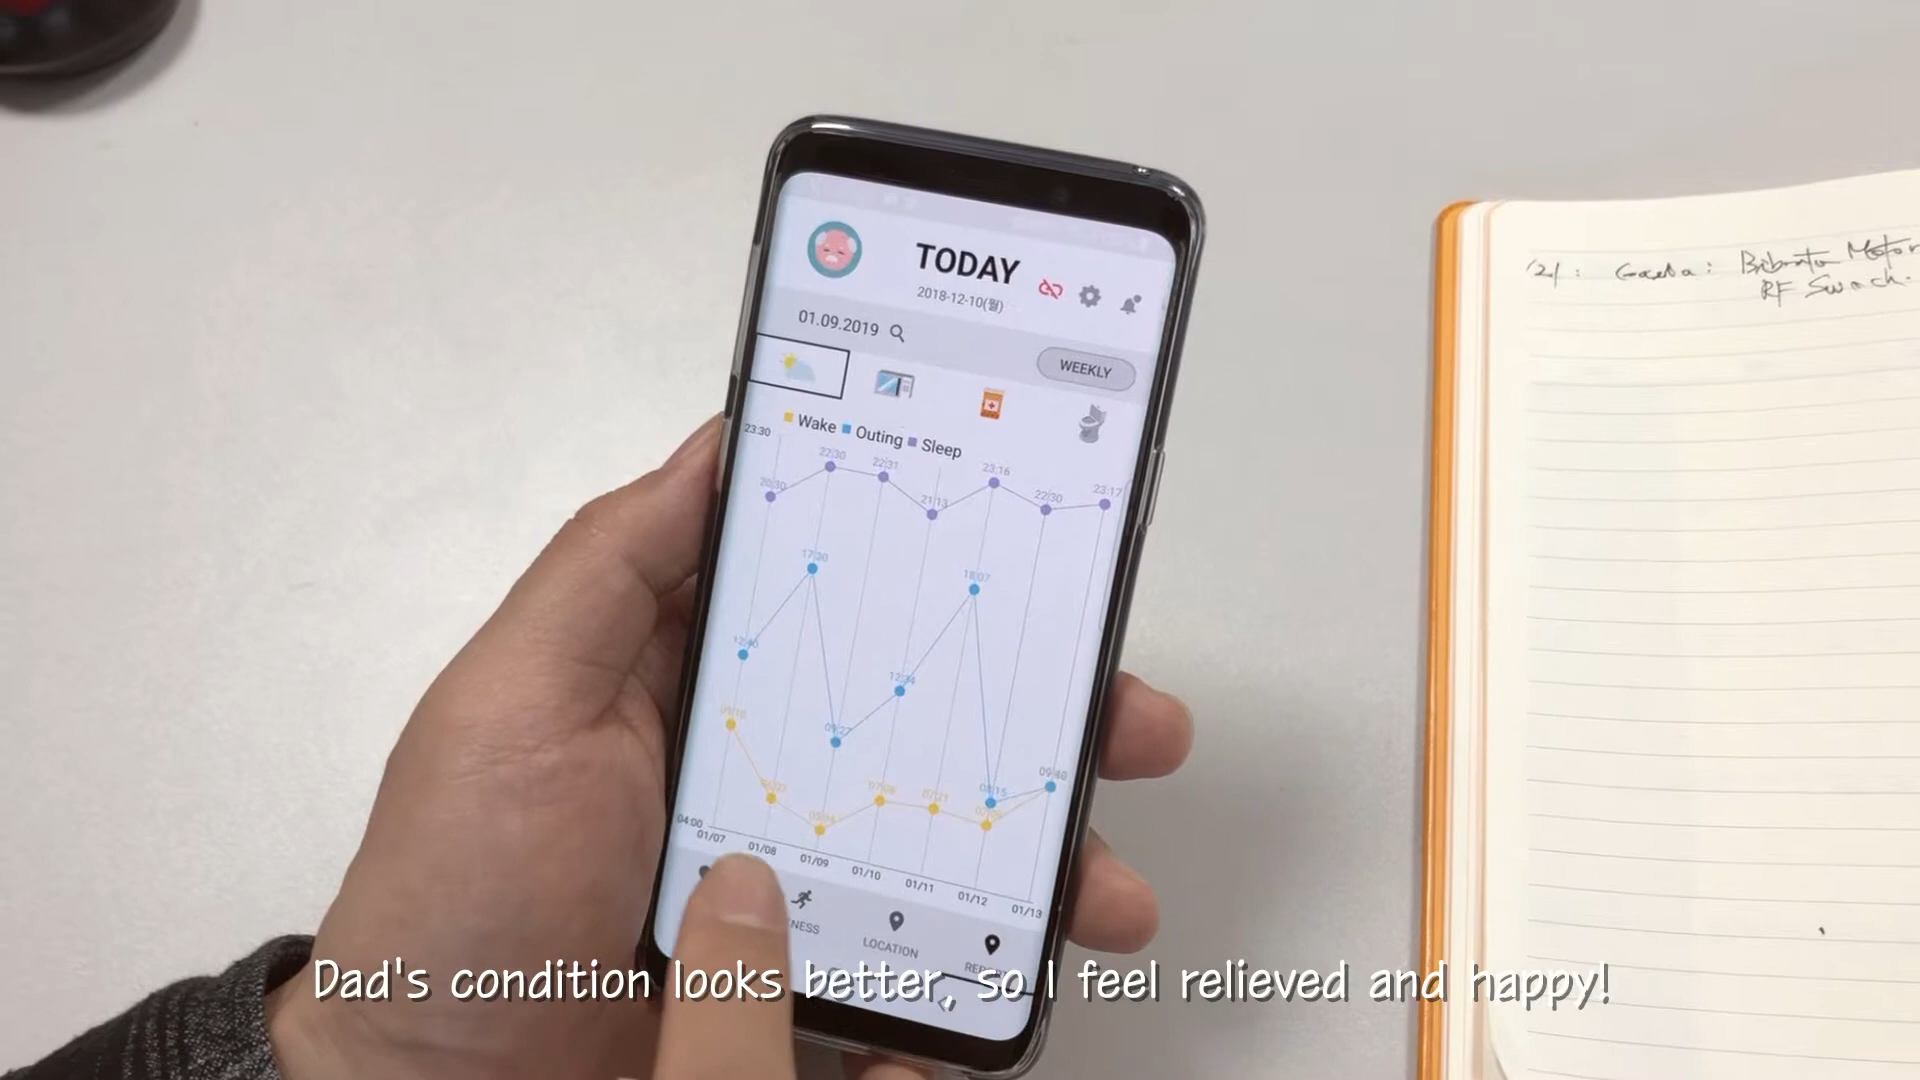 TODAY
2018-12-10(월)
01.09.2019
WEEKLY
Wake Outing Sleep
23:30
20:30 22:30 22:31 21:13 23:16 22:30 23:17
12:40 17:30 09:27 12:34 18:07 08:15 09:40
07:21
04:00
01/07 01/08 01/09 01/10 01/11 01/12 01/13
LOCATION
Dad's condition looks better, so I feel relieved and happy!